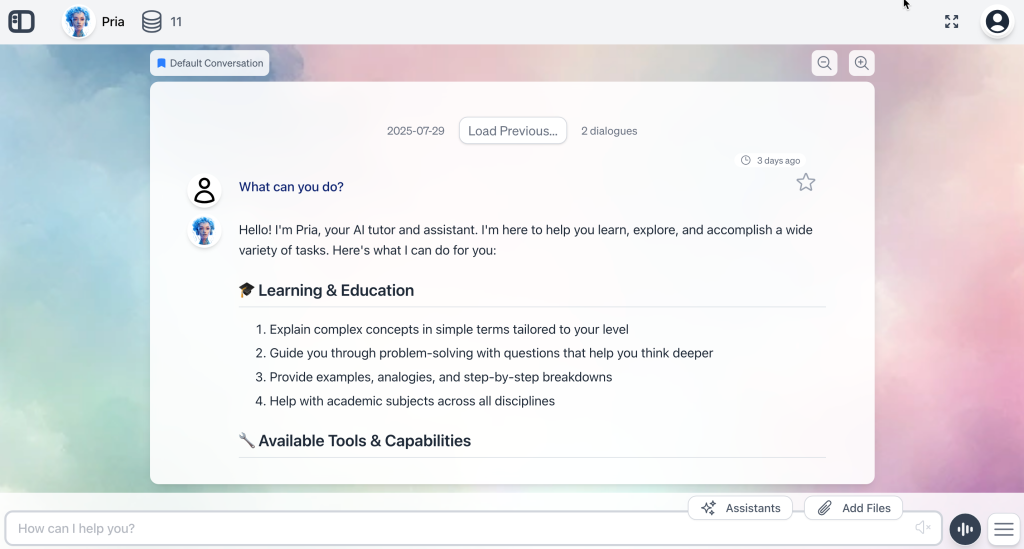 Pria
11
Default Conversation
2025-07-29
Load Previous...
2 dialogues
3 days ago
What can you do?
Hello! I'm Pria, your AI tutor and assistant. I'm here to help you learn, explore, and accomplish a wide
variety of tasks. Here's what I can do for you:
🎓 Learning & Education
1. Explain complex concepts in simple terms tailored to your level
2. Guide you through problem-solving with questions that help you think deeper
3. Provide examples, analogies, and step-by-step breakdowns
4. Help with academic subjects across all disciplines
🔧 Available Tools & Capabilities
Assistants
Add Files
How can I help you?